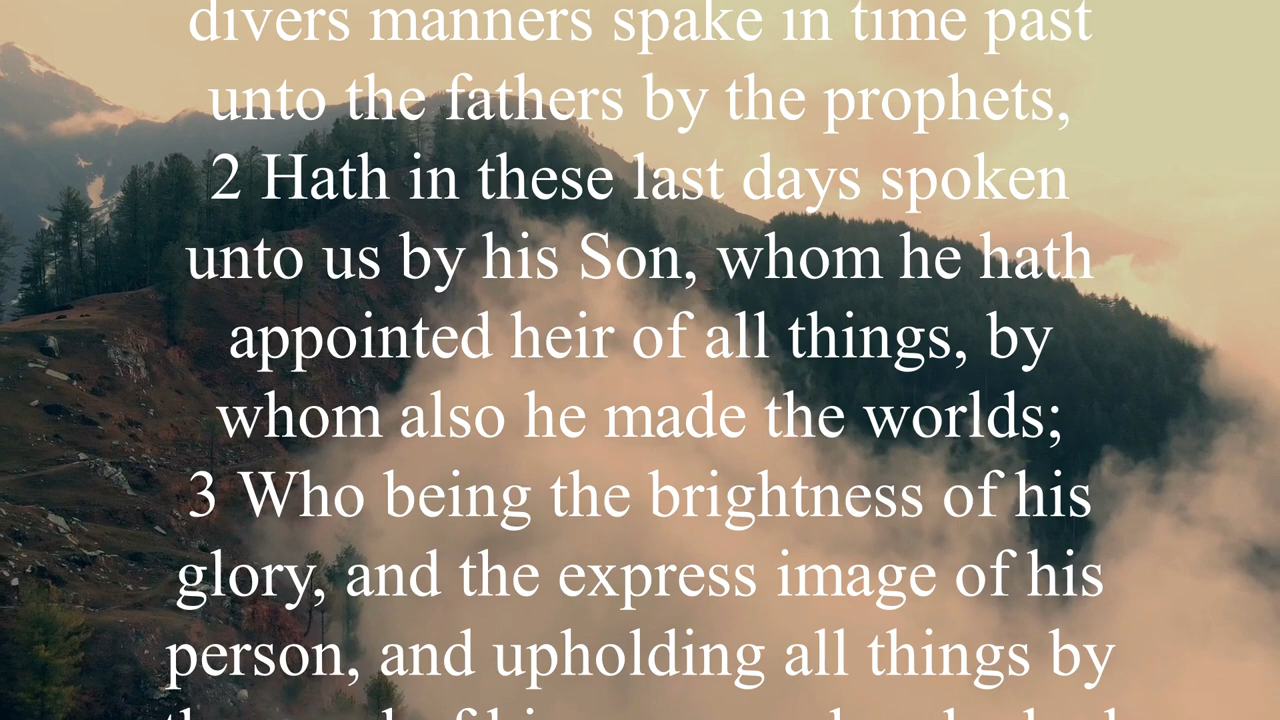 divers manners spake in time past
unto the fathers by the prophets,
2 Hath in these last days spoken
unto us by his Son, whom he hath
appointed heir of all things, by
whom also he made the worlds;
3 Who being the brightness of his
glory, and the express image of his
person, and upholding all things by